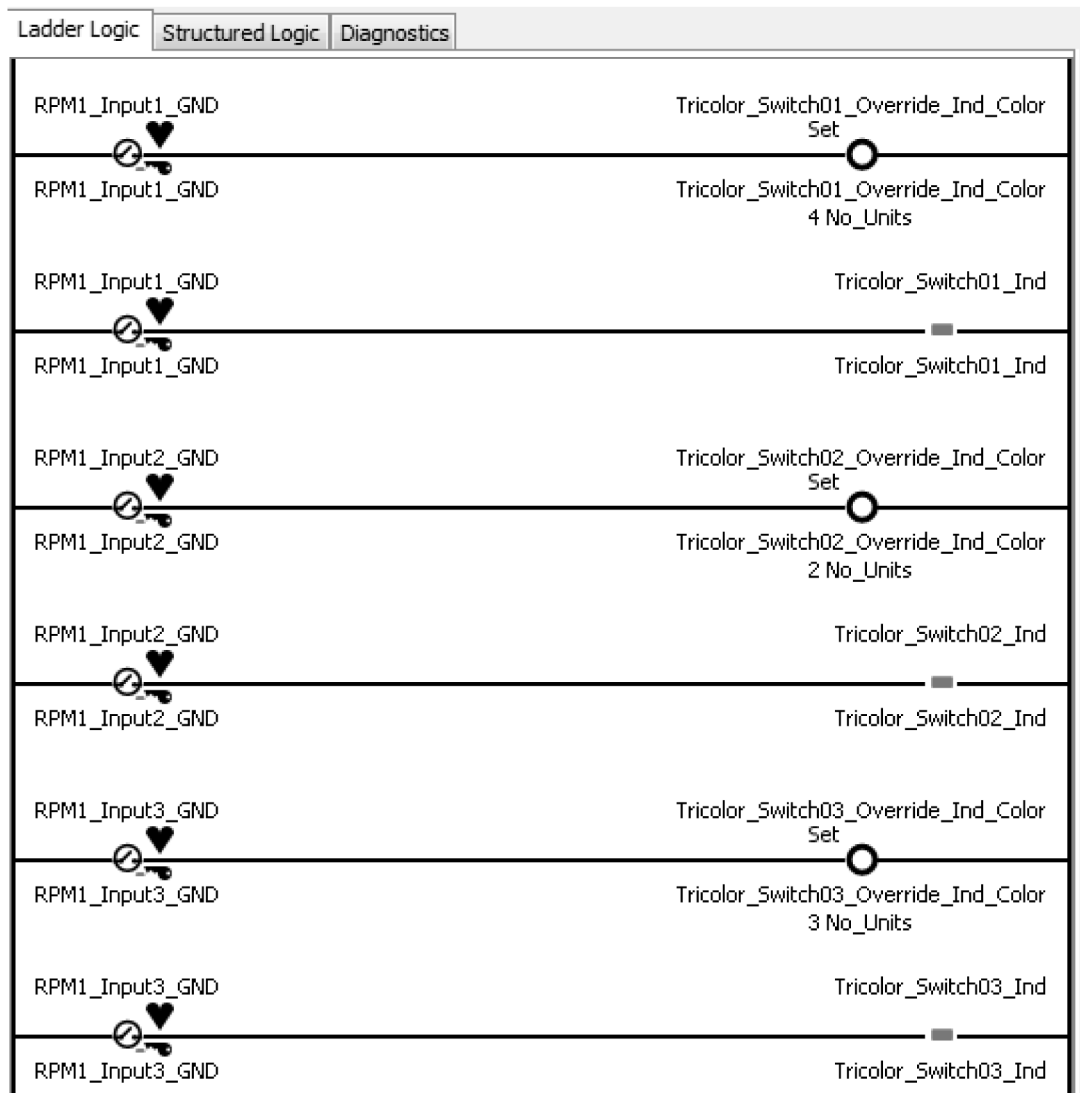 Ladder Logic Structured Logic Diagnostics
RPM1_Input1_GND Tricolor_Switch01_Override_Ind_Color
Set
RPM1_Input1_GND Tricolor_Switch01_Override_Ind_Color
4 No_Units
RPM1_Input1_GND Tricolor_Switch01_Ind
RPM1_Input1_GND Tricolor_Switch01_Ind
RPM1_Input2_GND Tricolor_Switch02_Override_Ind_Color
Set
RPM1_Input2_GND Tricolor_Switch02_Override_Ind_Color
2 No_Units
RPM1_Input2_GND Tricolor_Switch02_Ind
RPM1_Input2_GND Tricolor_Switch02_Ind
RPM1_Input3_GND Tricolor_Switch03_Override_Ind_Color
Set
RPM1_Input3_GND Tricolor_Switch03_Override_Ind_Color
3 No_Units
RPM1_Input3_GND Tricolor_Switch03_Ind
RPM1_Input3_GND Tricolor_Switch03_Ind